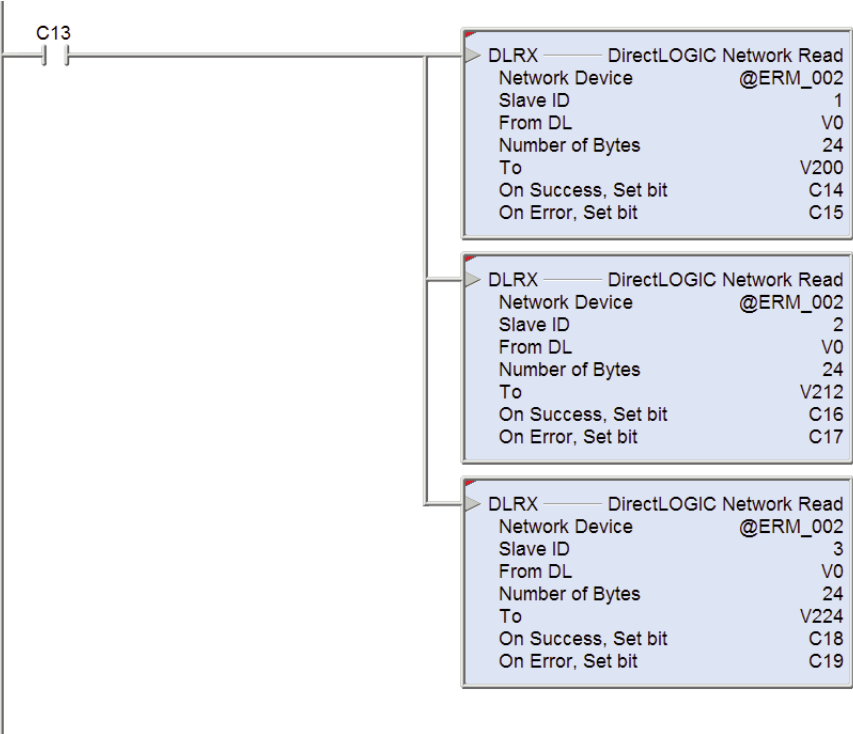 C13
DLRX DirectLOGIC Network Read
Network Device @ERM_002
Slave ID 1
From DL V0
Number of Bytes 24
To V200
On Success, Set bit C14
On Error, Set bit C15
DLRX DirectLOGIC Network Read
Network Device @ERM_002
Slave ID 2
From DL V0
Number of Bytes 24
To V212
On Success, Set bit C16
On Error, Set bit C17
DLRX DirectLOGIC Network Read
Network Device @ERM_002
Slave ID 3
From DL V0
Number of Bytes 24
To V224
On Success, Set bit C18
On Error, Set bit C19